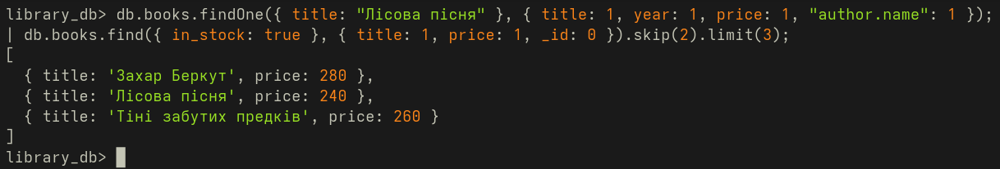 library_db> db.books.findOne({ title: "Лісова пісня" }, { title: 1, year: 1, price: 1, "author.name": 1 });
| db.books.find({ in_stock: true }, { title: 1, price: 1, _id: 0 }).skip(2).limit(3);
[
  { title: 'Захар Беркут', price: 280 },
  { title: 'Лісова пісня', price: 240 },
  { title: 'Тіні забутих предків', price: 260 }
]
library_db>